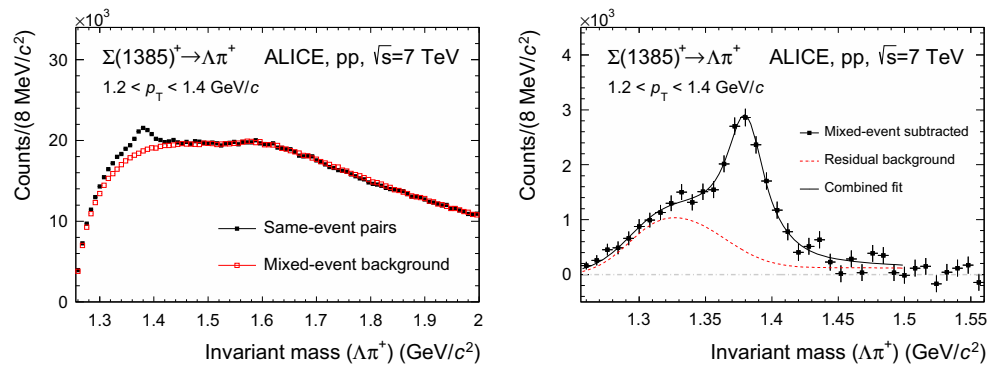 ×10³
Σ(1385)⁺→Λπ⁺ ALICE, pp, √s=7 TeV
1.2 < p_T < 1.4 GeV/c
Counts/(8 MeV/c²)
30
20
10
0
Same-event pairs
Mixed-event background
1.3 1.4 1.5 1.6 1.7 1.8 1.9 2
Invariant mass (Λπ⁺) (GeV/c²)
×10³
Σ(1385)⁺→Λπ⁺ ALICE, pp, √s=7 TeV
1.2 < p_T < 1.4 GeV/c
Counts/(8 MeV/c²)
4
3
2
1
0
Mixed-event subtracted
Residual background
Combined fit
1.3 1.35 1.4 1.45 1.5 1.55
Invariant mass (Λπ⁺) (GeV/c²)